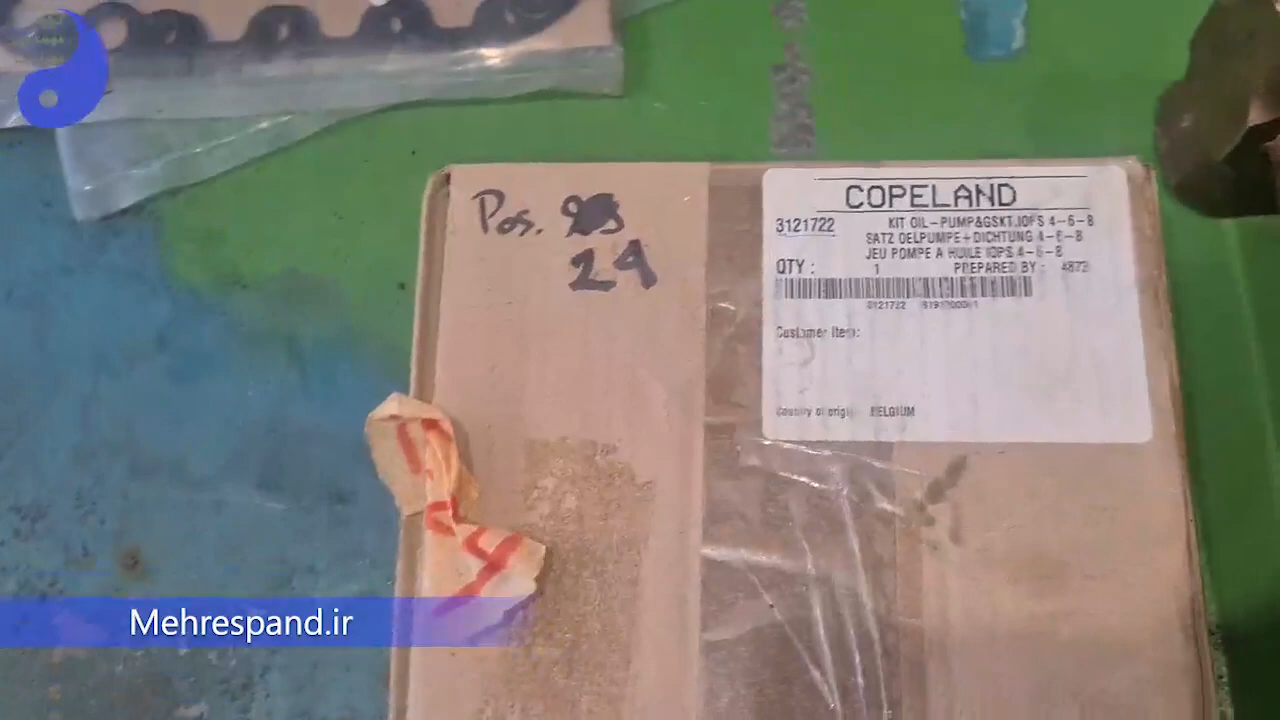 Pos.
24
COPELAND
3121722 KIT OIL-PUMP&GSKT.IOPS 4-6-8
SATZ OELPUMPE+DICHTUNG 4-6-8
JEU POMPE A HUILE IOPS 4-6-8
QTY : 1 PREPARED BY : 4873
Customer Item:
Country of origin BELGIUM
Mehrespand.ir